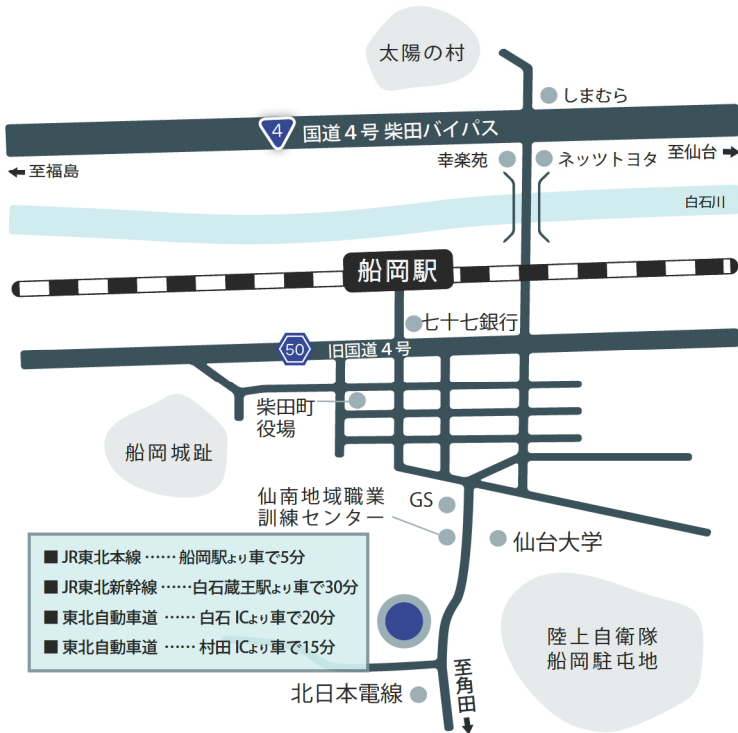 太陽の村
しまむら
4
国道4号 柴田バイパス
幸楽苑
ネッツトヨタ
至仙台
至福島
白石川
船岡駅
七十七銀行
50
旧国道4号
柴田町
役場
船岡城趾
仙南地域職業
訓練センター
GS
仙台大学
■ JR東北本線 …… 船岡駅より車で5分
■ JR東北新幹線 ……白石蔵王駅より車で30分
■ 東北自動車道 …… 白石 ICより車で20分
■ 東北自動車道 …… 村田 ICより車で15分
陸上自衛隊
船岡駐屯地
至角田
北日本電線